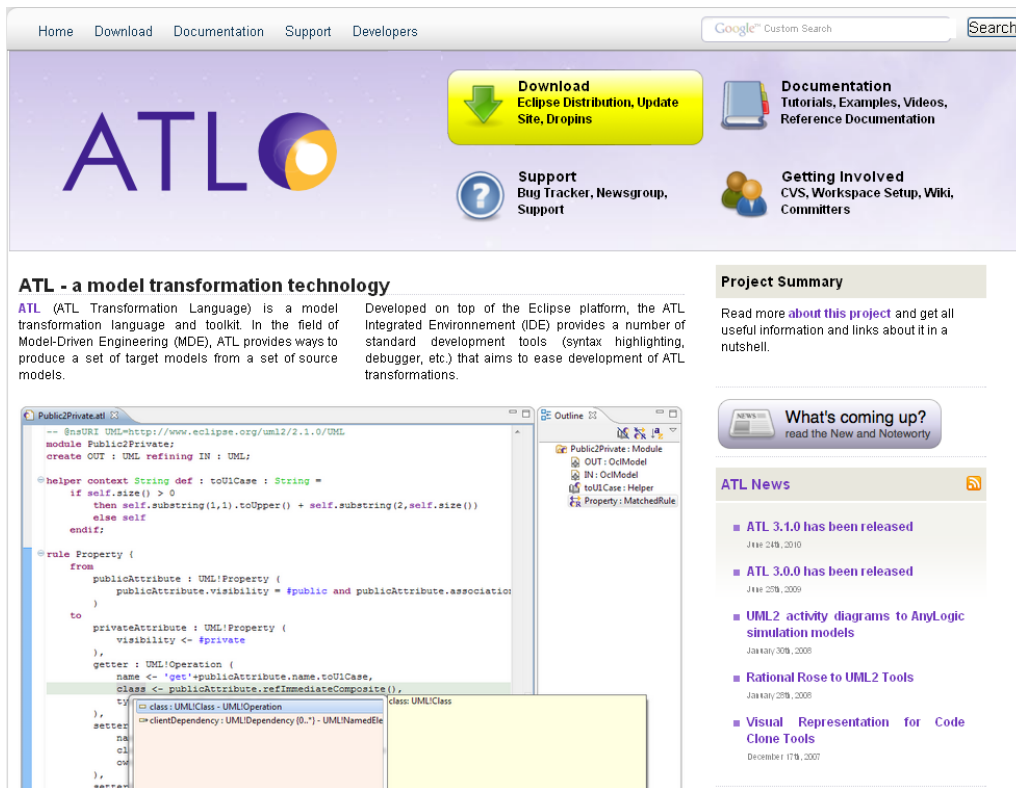 Home Download Documentation Support Developers
Google™ Custom Search
Search
ATL
Download
Eclipse Distribution, Update
Site, Dropins
Documentation
Tutorials, Examples, Videos,
Reference Documentation
Support
Bug Tracker, Newsgroup,
Support
Getting Involved
CVS, Workspace Setup, Wiki,
Committers
ATL - a model transformation technology
ATL (ATL Transformation Language) is a model
transformation language and toolkit. In the field of
Model-Driven Engineering (MDE), ATL provides ways to
produce a set of target models from a set of source
models.
Developed on top of the Eclipse platform, the ATL
Integrated Environnement (IDE) provides a number of
standard development tools (syntax highlighting,
debugger, etc.) that aims to ease development of ATL
transformations.
Public2Private.atl
-- @nsURI UML=http://www.eclipse.org/uml2/2.1.0/UML
module Public2Private;
create OUT : UML refining IN : UML;
helper context String def : toU1Case : String =
if self.size() > 0
then self.substring(1,1).toUpper() + self.substring(2,self.size())
else self
endif;
rule Property {
from
publicAttribute : UML!Property (
publicAttribute.visibility = #public and publicAttribute.association
)
to
privateAttribute : UML!Property (
visibility <- #private
),
getter : UML!Operation (
name <- 'get'+publicAttribute.name.toU1Case,
class <- publicAttribute.refImmediateComposite(),
ty
),
setter
na
cl
ow
),
setter
class : UML!Class - UML!Operation
clientDependency : UML!Dependency {0..*} - UML!NamedEle
class: UML!Class
Outline
Public2Private : Module
OUT : OclModel
IN : OclModel
toU1Case : Helper
Property : MatchedRule
Project Summary
Read more about this project and get all
useful information and links about it in a
nutshell.
NEWS
What's coming up?
read the New and Noteworty
ATL News
ATL 3.1.0 has been released
June 24th, 2010
ATL 3.0.0 has been released
June 25th, 2009
UML2 activity diagrams to AnyLogic
simulation models
January 30th, 2008
Rational Rose to UML2 Tools
January 28th, 2008
Visual Representation for Code
Clone Tools
December 17th, 2007